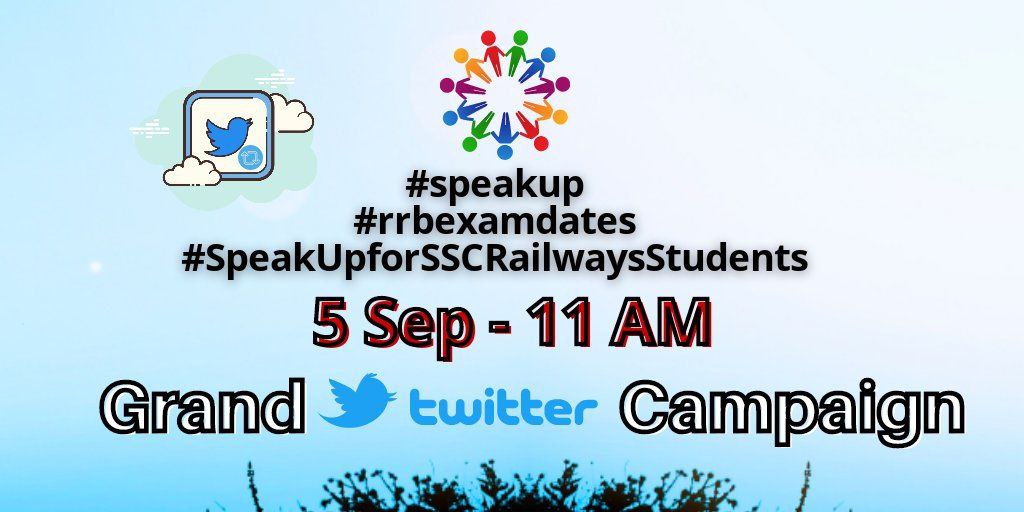 #speakup
#rrbexamdates
#SpeakUpforSSCRailwaysStudents
5 Sep - 11 AM
Grand twitter Campaign